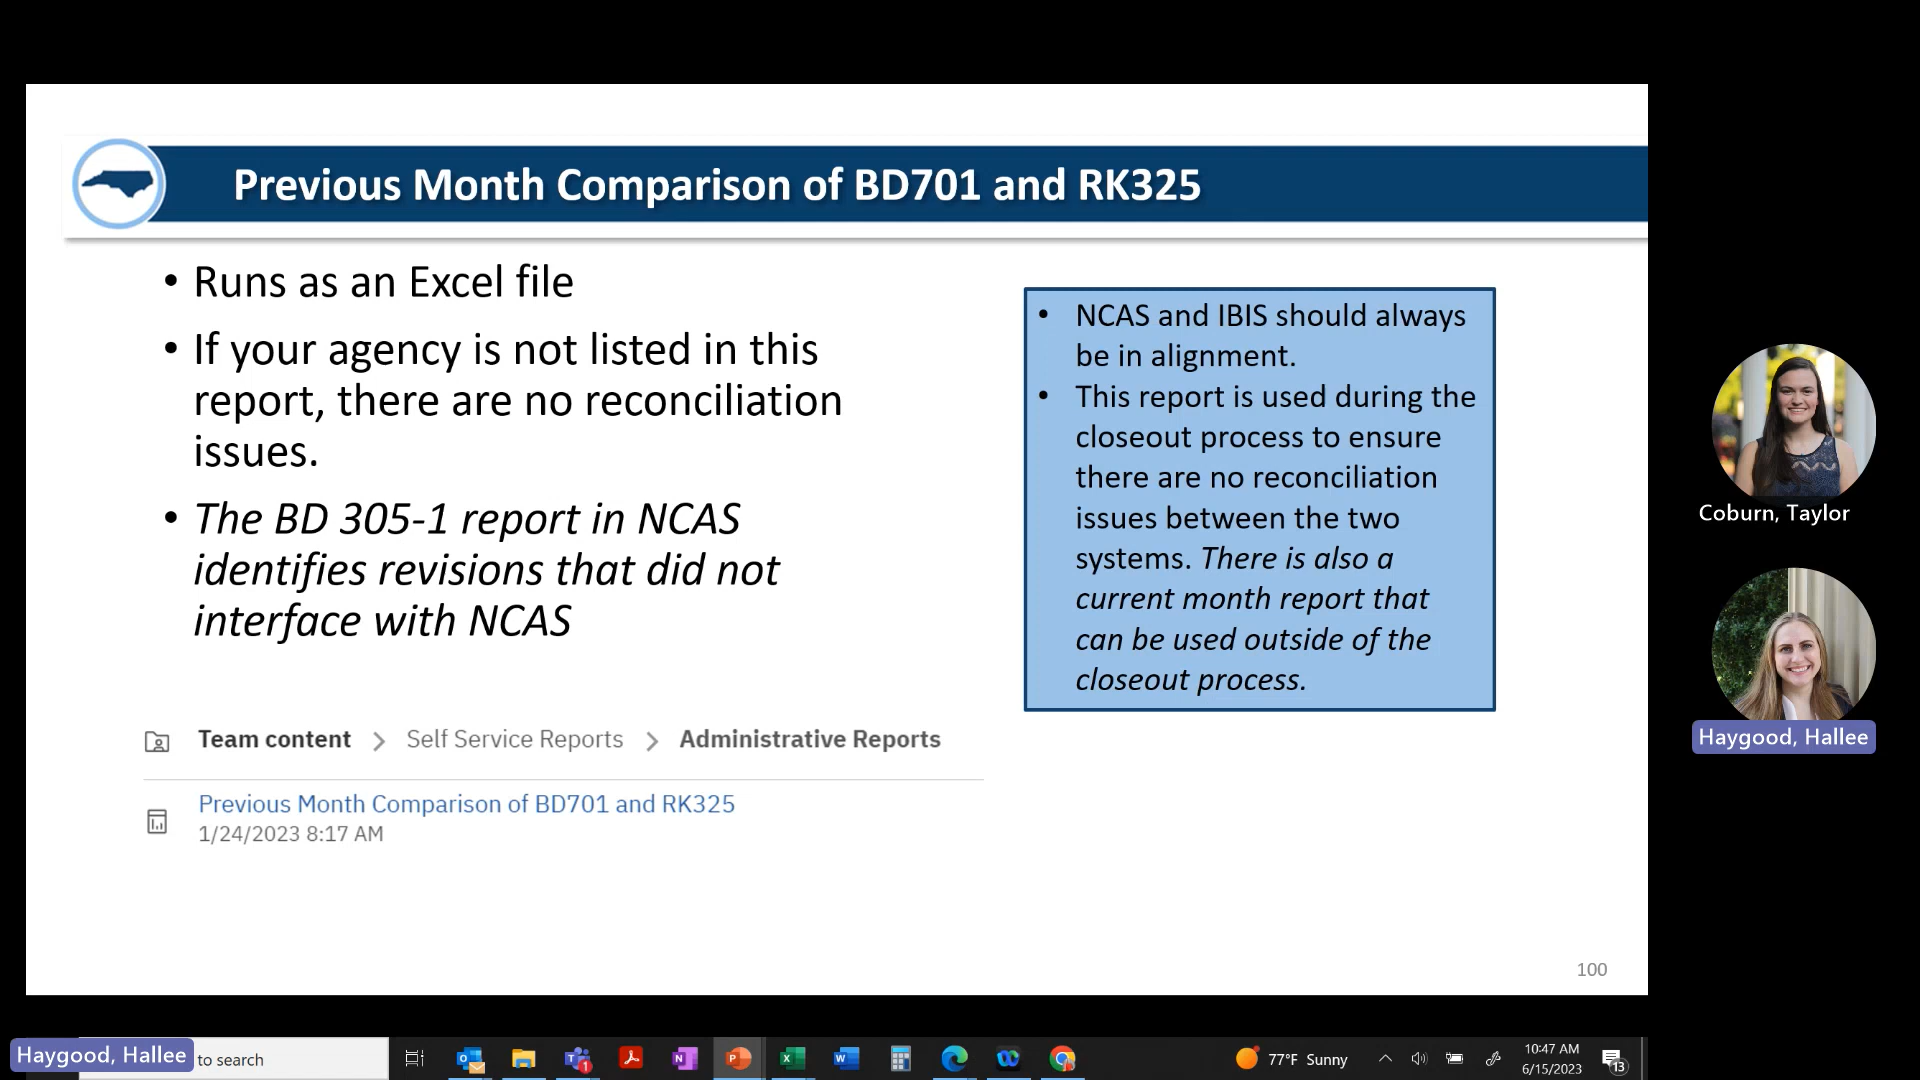 Previous Month Comparison of BD701 and RK325
• Runs as an Excel file
• If your agency is not listed in this
report, there are no reconciliation
issues.
• The BD 305-1 report in NCAS
identifies revisions that did not
interface with NCAS
• NCAS and IBIS should always
be in alignment.
• This report is used during the
closeout process to ensure
there are no reconciliation
issues between the two
systems. There is also a
current month report that
can be used outside of the
closeout process.
Team content > Self Service Reports > Administrative Reports
Previous Month Comparison of BD701 and RK325
1/24/2023 8:17 AM
100
Coburn, Taylor
Haygood, Hallee
Haygood, Hallee
to search
1
77°F Sunny
10:47 AM
6/15/2023
13